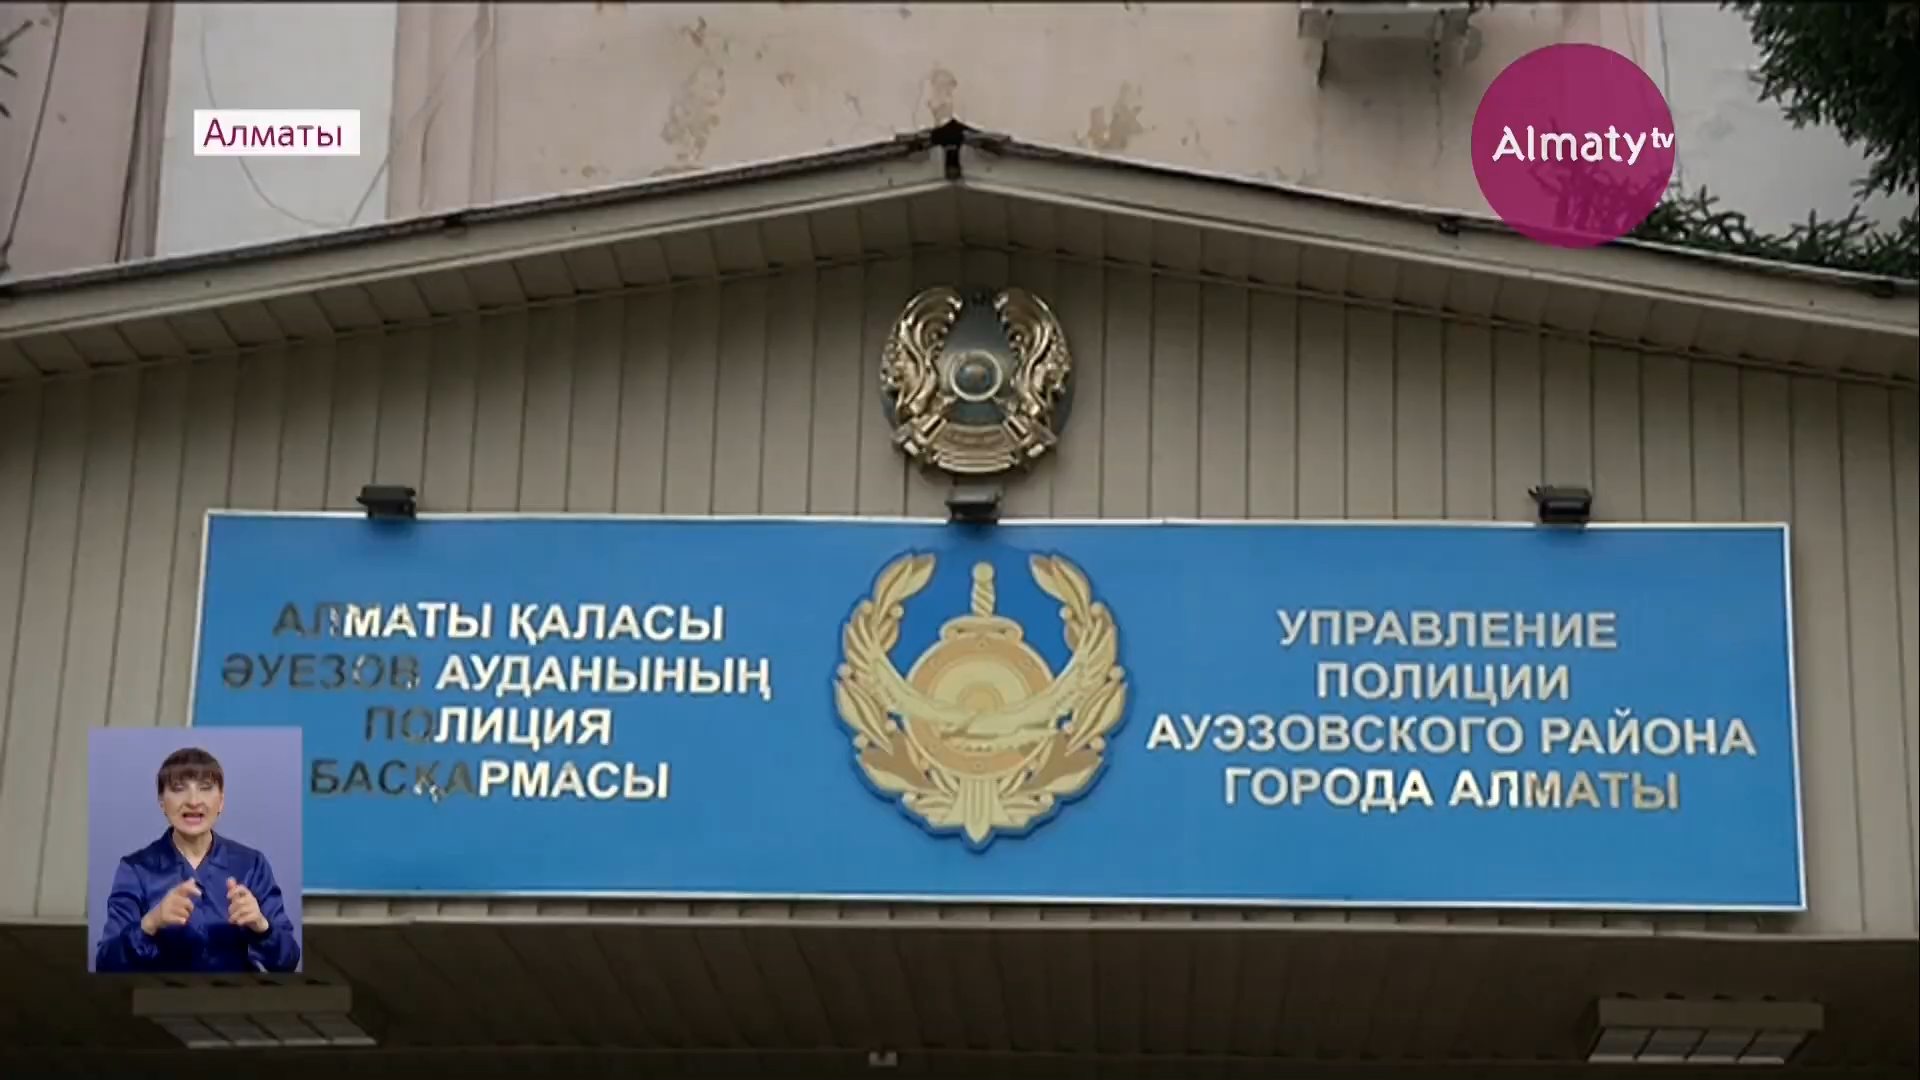 Алматы
Almaty tv
АЛМАТЫ ҚАЛАСЫ
ӘУЕЗОВ АУДАНЫНЫҢ
ПОЛИЦИЯ
БАСҚАРМАСЫ
УПРАВЛЕНИЕ
ПОЛИЦИИ
АУЭЗОВСКОГО РАЙОНА
ГОРОДА АЛМАТЫ